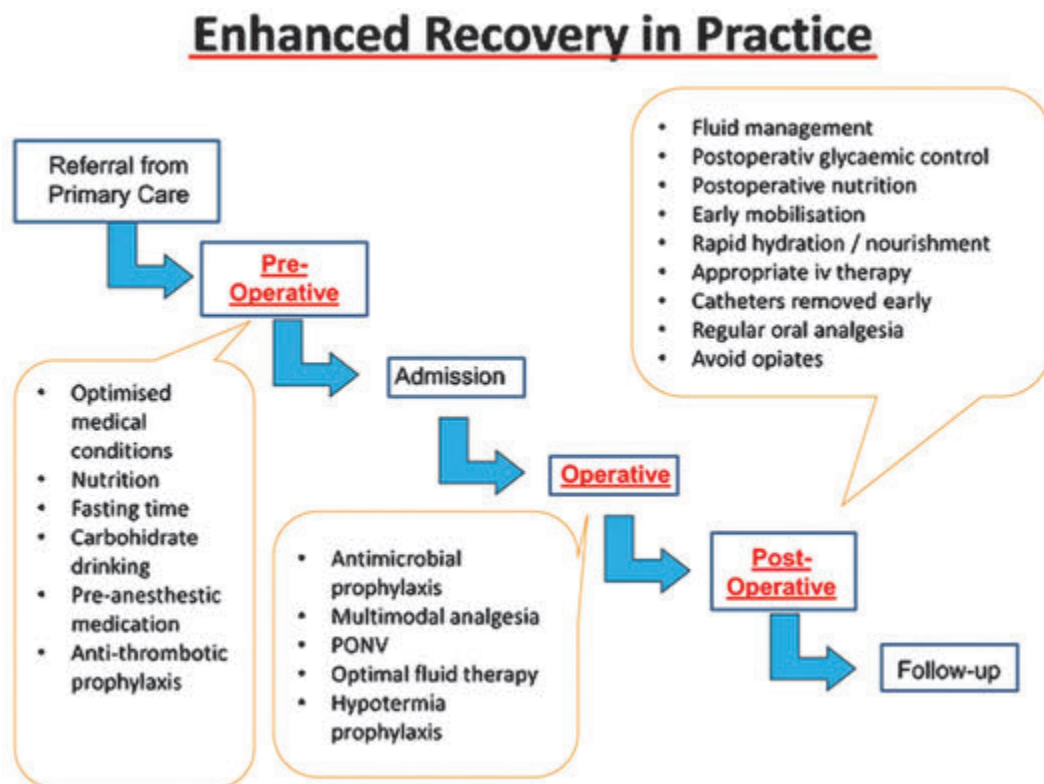 Enhanced Recovery in Practice
Referral from
Primary Care
Pre-
Operative
• Optimised
medical
conditions
• Nutrition
• Fasting time
• Carbohidrate
drinking
• Pre-anesthestic
medication
• Anti-thrombotic
prophylaxis
Admission
Operative
• Antimicrobial
prophylaxis
• Multimodal analgesia
• PONV
• Optimal fluid therapy
• Hypotermia
prophylaxis
Post-
Operative
• Fluid management
• Postoperativ glycaemic control
• Postoperative nutrition
• Early mobilisation
• Rapid hydration / nourishment
• Appropriate iv therapy
• Catheters removed early
• Regular oral analgesia
• Avoid opiates
Follow-up